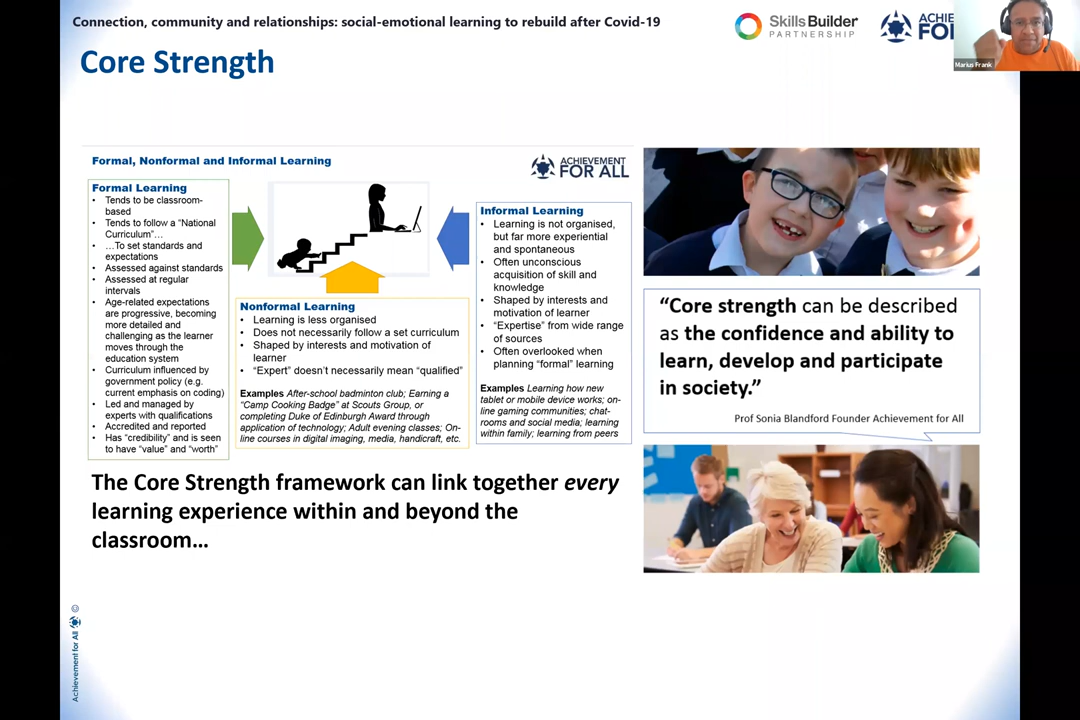 Connection, community and relationships: social-emotional learning to rebuild after Covid-19
SkillsBuilder
PARTNERSHIP
ACHIE
FOI
Marius Frank
Core Strength
Formal, Nonformal and Informal Learning
ACHIEVEMENT
FOR ALL
Formal Learning
• Tends to be classroom-
based
• Tends to follow a “National
Curriculum”…
• …To set standards and
expectations
• Assessed against standards
• Assessed at regular
intervals
• Age-related expectations
are progressive, becoming
more detailed and
challenging as the learner
moves through the
education system
• Curriculum influenced by
government policy (e.g.
current emphasis on coding)
• Led and managed by
experts with qualifications
• Accredited and reported
• Has “credibility” and is seen
to have “value” and “worth”
Nonformal Learning
• Learning is less organised
• Does not necessarily follow a set curriculum
• Shaped by interests and motivation of
learner
• “Expert” doesn’t necessarily mean “qualified”
Examples After-school badminton club; Earning a
“Camp Cooking Badge” at Scouts Group, or
completing Duke of Edinburgh Award through
application of technology; Adult evening classes; On-
line courses in digital imaging, media, handicraft, etc.
Informal Learning
• Learning is not organised,
but far more experiential
and spontaneous
• Often unconscious
acquisition of skill and
knowledge
• Shaped by interests and
motivation of learner
• “Expertise” from wide range
of sources
• Often overlooked when
planning “formal” learning
Examples Learning how new
tablet or mobile device works; on-
line gaming communities; chat-
rooms and social media; learning
within family; learning from peers
“Core strength can be described
as the confidence and ability to
learn, develop and participate
in society.”
Prof Sonia Blandford Founder Achievement for All
The Core Strength framework can link together every
learning experience within and beyond the
classroom…
Achievement for All ©